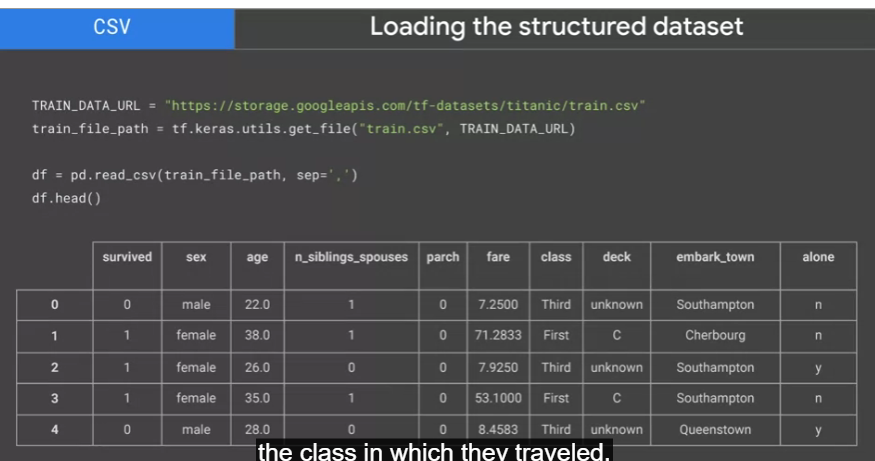 CSV
Loading the structured dataset
TRAIN_DATA_URL = "https://storage.googleapis.com/tf-datasets/titanic/train.csv"
train_file_path = tf.keras.utils.get_file("train.csv", TRAIN_DATA_URL)
df = pd.read_csv(train_file_path, sep=',')
df.head()
survived sex age n_siblings_spouses parch fare class deck embark_town alone
0 0 male 22.0 1 0 7.2500 Third unknown Southampton n
1 1 female 38.0 1 0 71.2833 First C Cherbourg n
2 1 female 26.0 0 0 7.9250 Third unknown Southampton y
3 1 female 35.0 1 0 53.1000 First C Southampton n
4 0 male 28.0 0 0 8.4583 Third unknown Queenstown y
the class in which they traveled.